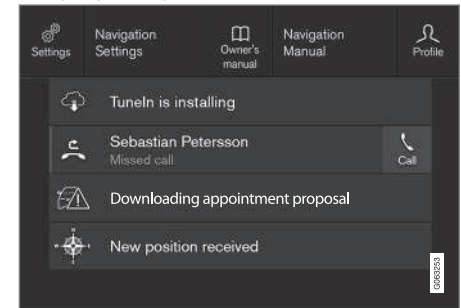 Settings
Navigation
Settings
Owner's
manual
Navigation
Manual
Profile
TuneIn is installing
Sebastian Petersson
Missed call
Call
Downloading appointment proposal
New position received
G063253